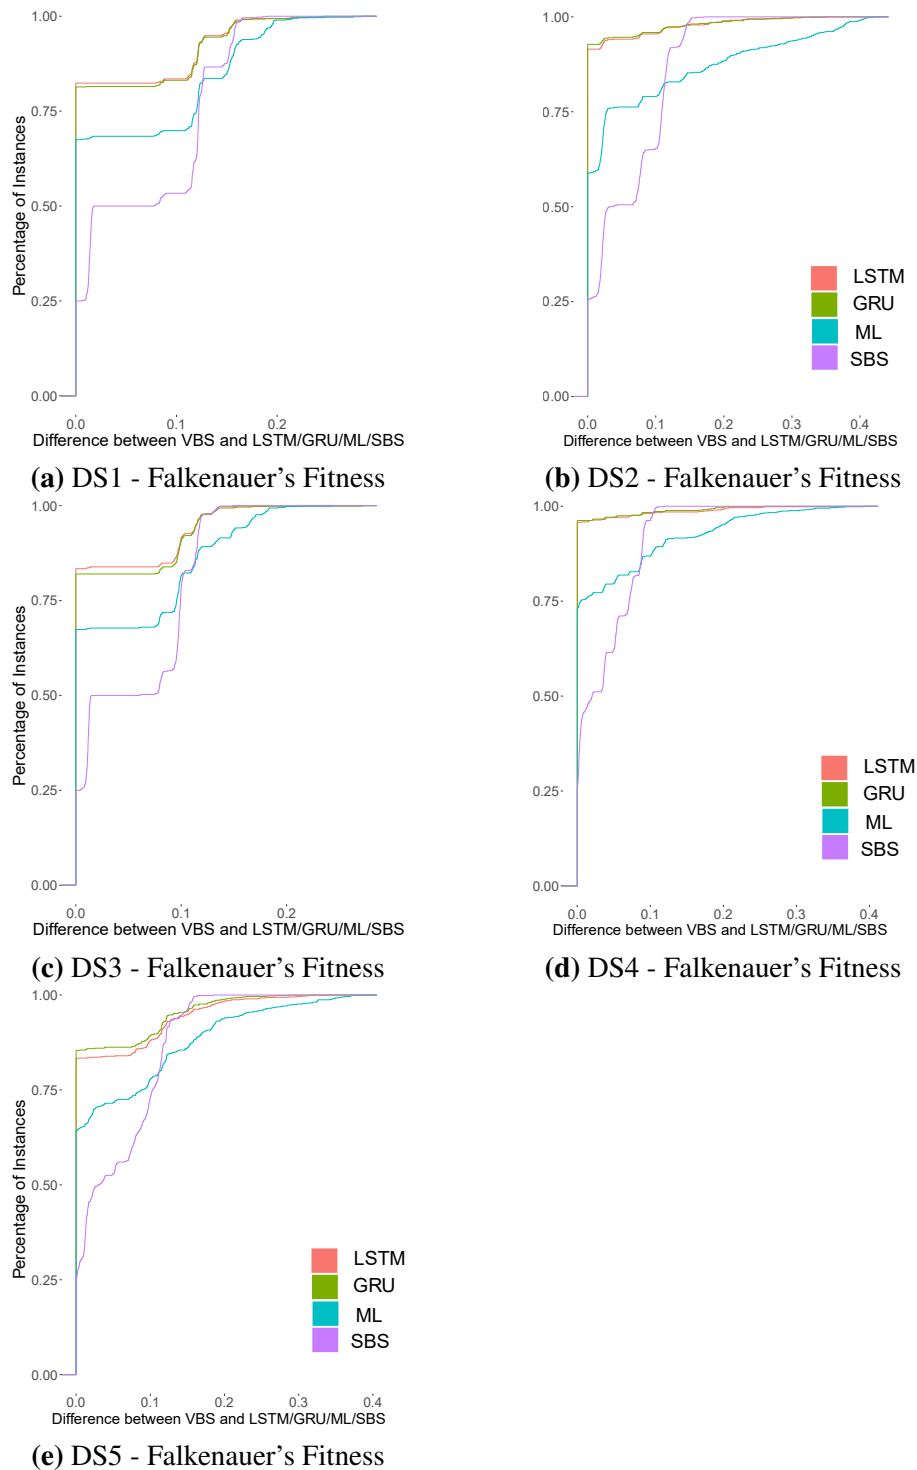 1.00
0.75
0.50
0.25
0.00
Percentage of Instances
0.0 0.1 0.2
Difference between VBS and LSTM/GRU/ML/SBS
(a) DS1 - Falkenauer's Fitness
1.00
0.75
0.50
0.25
0.00
LSTM
GRU
ML
SBS
0.0 0.1 0.2 0.3 0.4
Difference between VBS and LSTM/GRU/ML/SBS
(b) DS2 - Falkenauer's Fitness
1.00
0.75
0.50
0.25
0.00
Percentage of Instances
0.0 0.1 0.2
Difference between VBS and LSTM/GRU/ML/SBS
(c) DS3 - Falkenauer's Fitness
1.00
0.75
0.50
0.25
0.00
LSTM
GRU
ML
SBS
0.0 0.1 0.2 0.3 0.4
Difference between VBS and LSTM/GRU/ML/SBS
(d) DS4 - Falkenauer's Fitness
1.00
0.75
0.50
0.25
0.00
Percentage of Instances
LSTM
GRU
ML
SBS
0.0 0.1 0.2 0.3 0.4
Difference between VBS and LSTM/GRU/ML/SBS
(e) DS5 - Falkenauer's Fitness